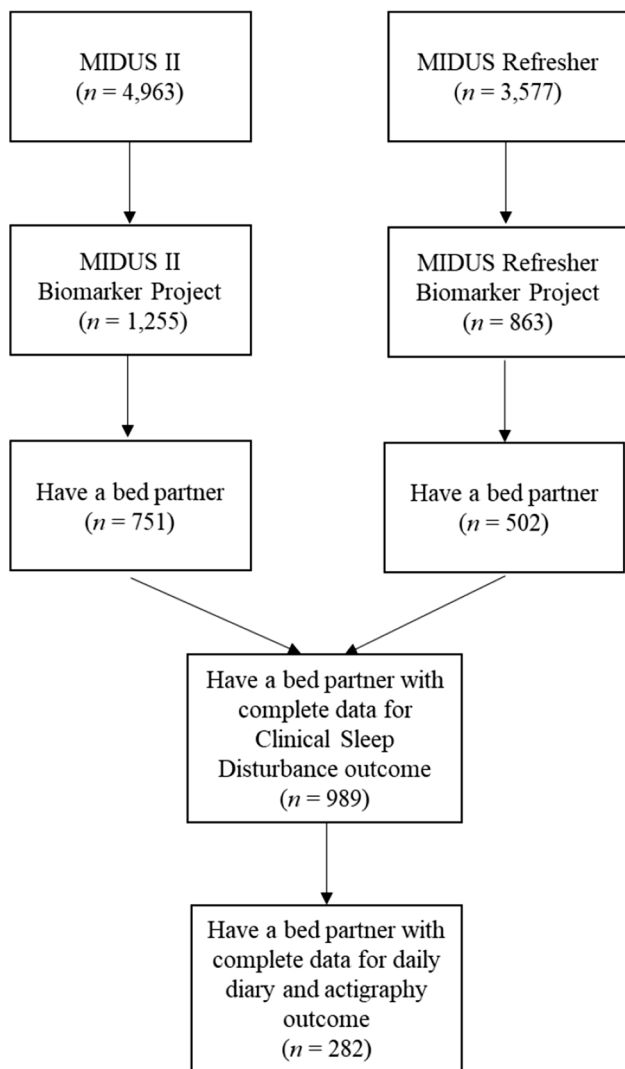 MIDUS II
(n = 4,963)
MIDUS Refresher
(n = 3,577)
MIDUS II
Biomarker Project
(n = 1,255)
MIDUS Refresher
Biomarker Project
(n = 863)
Have a bed partner
(n = 751)
Have a bed partner
(n = 502)
Have a bed partner with
complete data for
Clinical Sleep
Disturbance outcome
(n = 989)
Have a bed partner with
complete data for daily
diary and actigraphy
outcome
(n = 282)